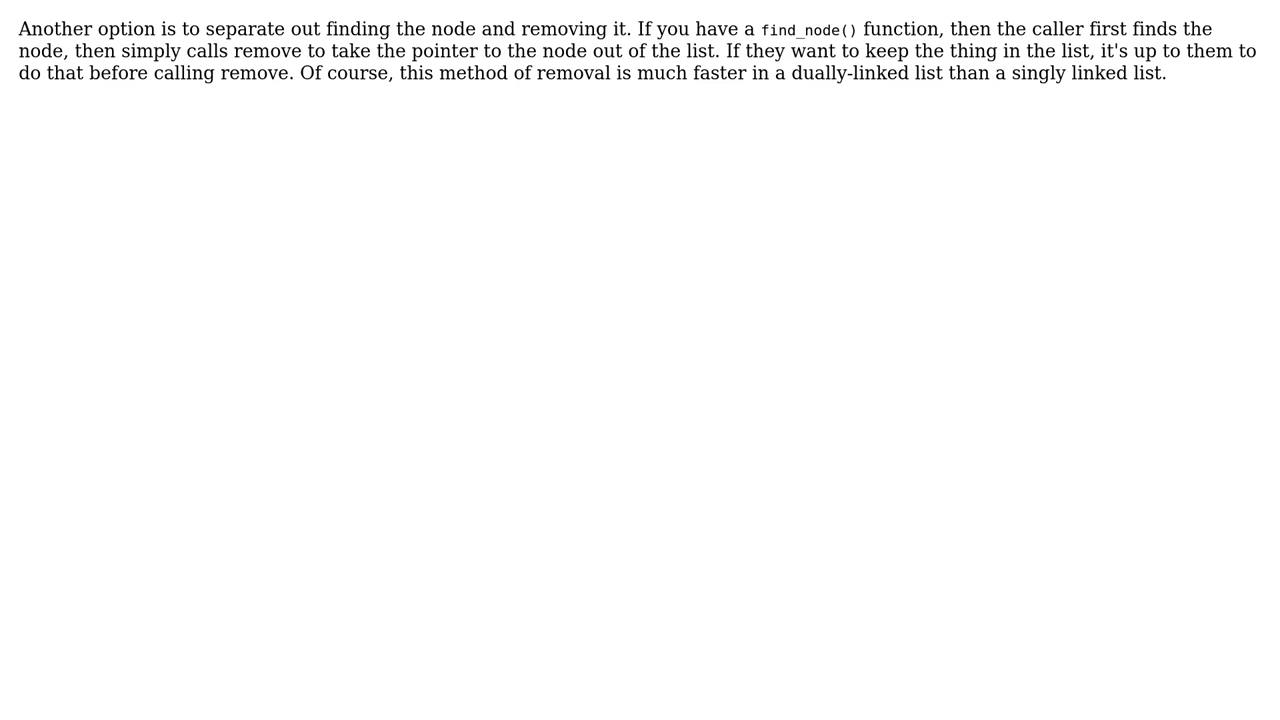 Another option is to separate out finding the node and removing it. If you have a find_node() function, then the caller first finds the
node, then simply calls remove to take the pointer to the node out of the list. If they want to keep the thing in the list, it's up to them to
do that before calling remove. Of course, this method of removal is much faster in a dually-linked list than a singly linked list.